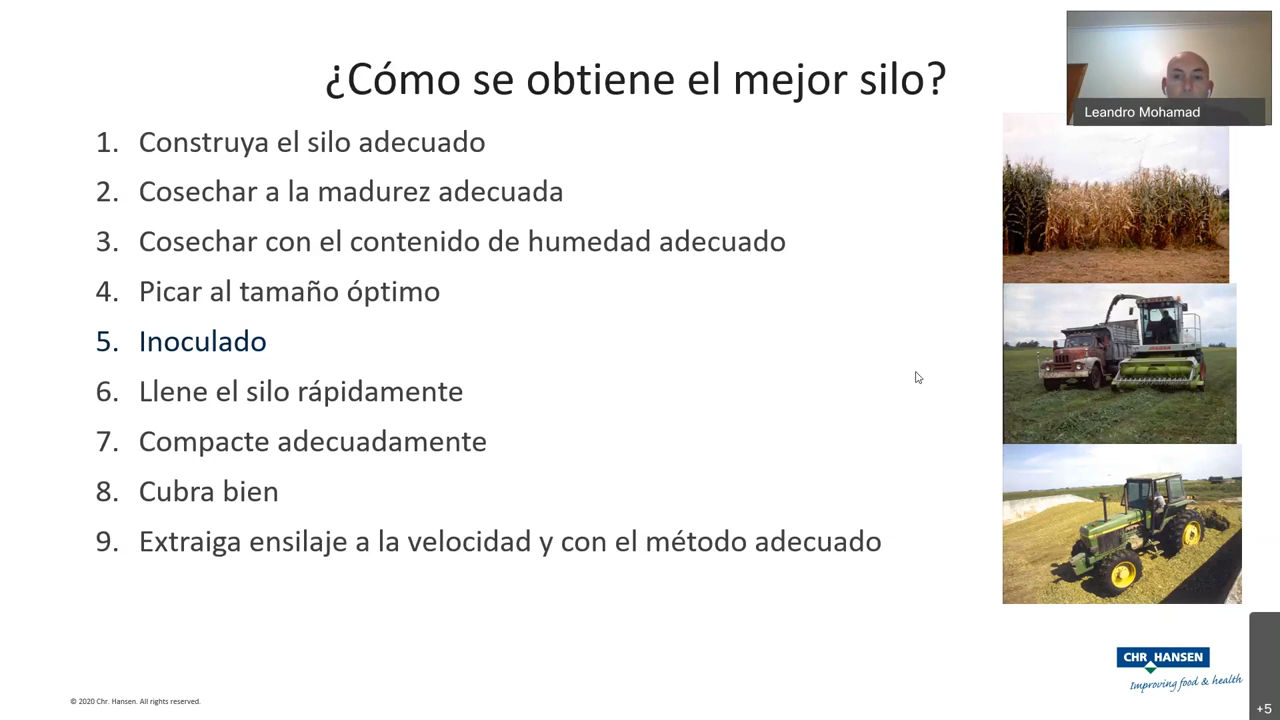 ¿Cómo se obtiene el mejor silo?
Leandro Mohamad
1. Construya el silo adecuado
2. Cosechar a la madurez adecuada
3. Cosechar con el contenido de humedad adecuado
4. Picar al tamaño óptimo
5. Inoculado
6. Llene el silo rápidamente
7. Compacte adecuadamente
8. Cubra bien
9. Extraiga ensilaje a la velocidad y con el método adecuado
CHR HANSEN
Improving food & health
© 2020 Chr. Hansen. All rights reserved.
+5